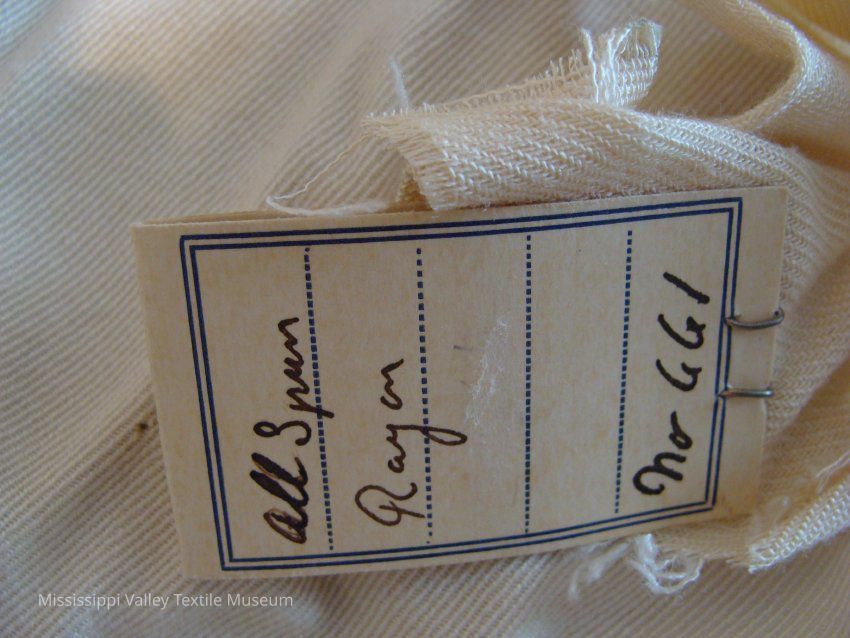 All Spun
Rayon
No 661
Mississippi Valley Textile Museum